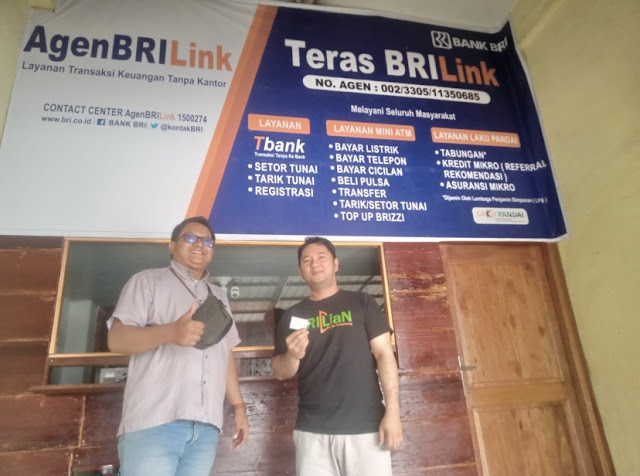 AgenBRILink
Layanan Transaksi Keuangan Tanpa Kantor
CONTACT CENTER AgenBRILink 1500274
www.bri.co.id BANK BRI @kontakBRI
BANK BRI
Teras BRILink
NO. AGEN : 002/3305/11350685
Melayani Seluruh Masyarakat
LAYANAN
Tbank
Transaksi Tanpa Ke Bank
• SETOR TUNAI
• TARIK TUNAI
• REGISTRASI
LAYANAN MINI ATM
• BAYAR LISTRIK
• BAYAR TELEPON
• BAYAR CICILAN
• BELI PULSA
• TRANSFER
• TARIK/SETOR TUNAI
• TOP UP BRIZZI
LAYANAN LAKU PANDAI
• TABUNGAN*
• KREDIT MIKRO ( REFERRAL
REKOMENDASI )
• ASURANSI MIKRO
*Dijamin Oleh Lembaga Penjamin Simpanan ( LPS )
LAKU PANDAI
BRILiaN